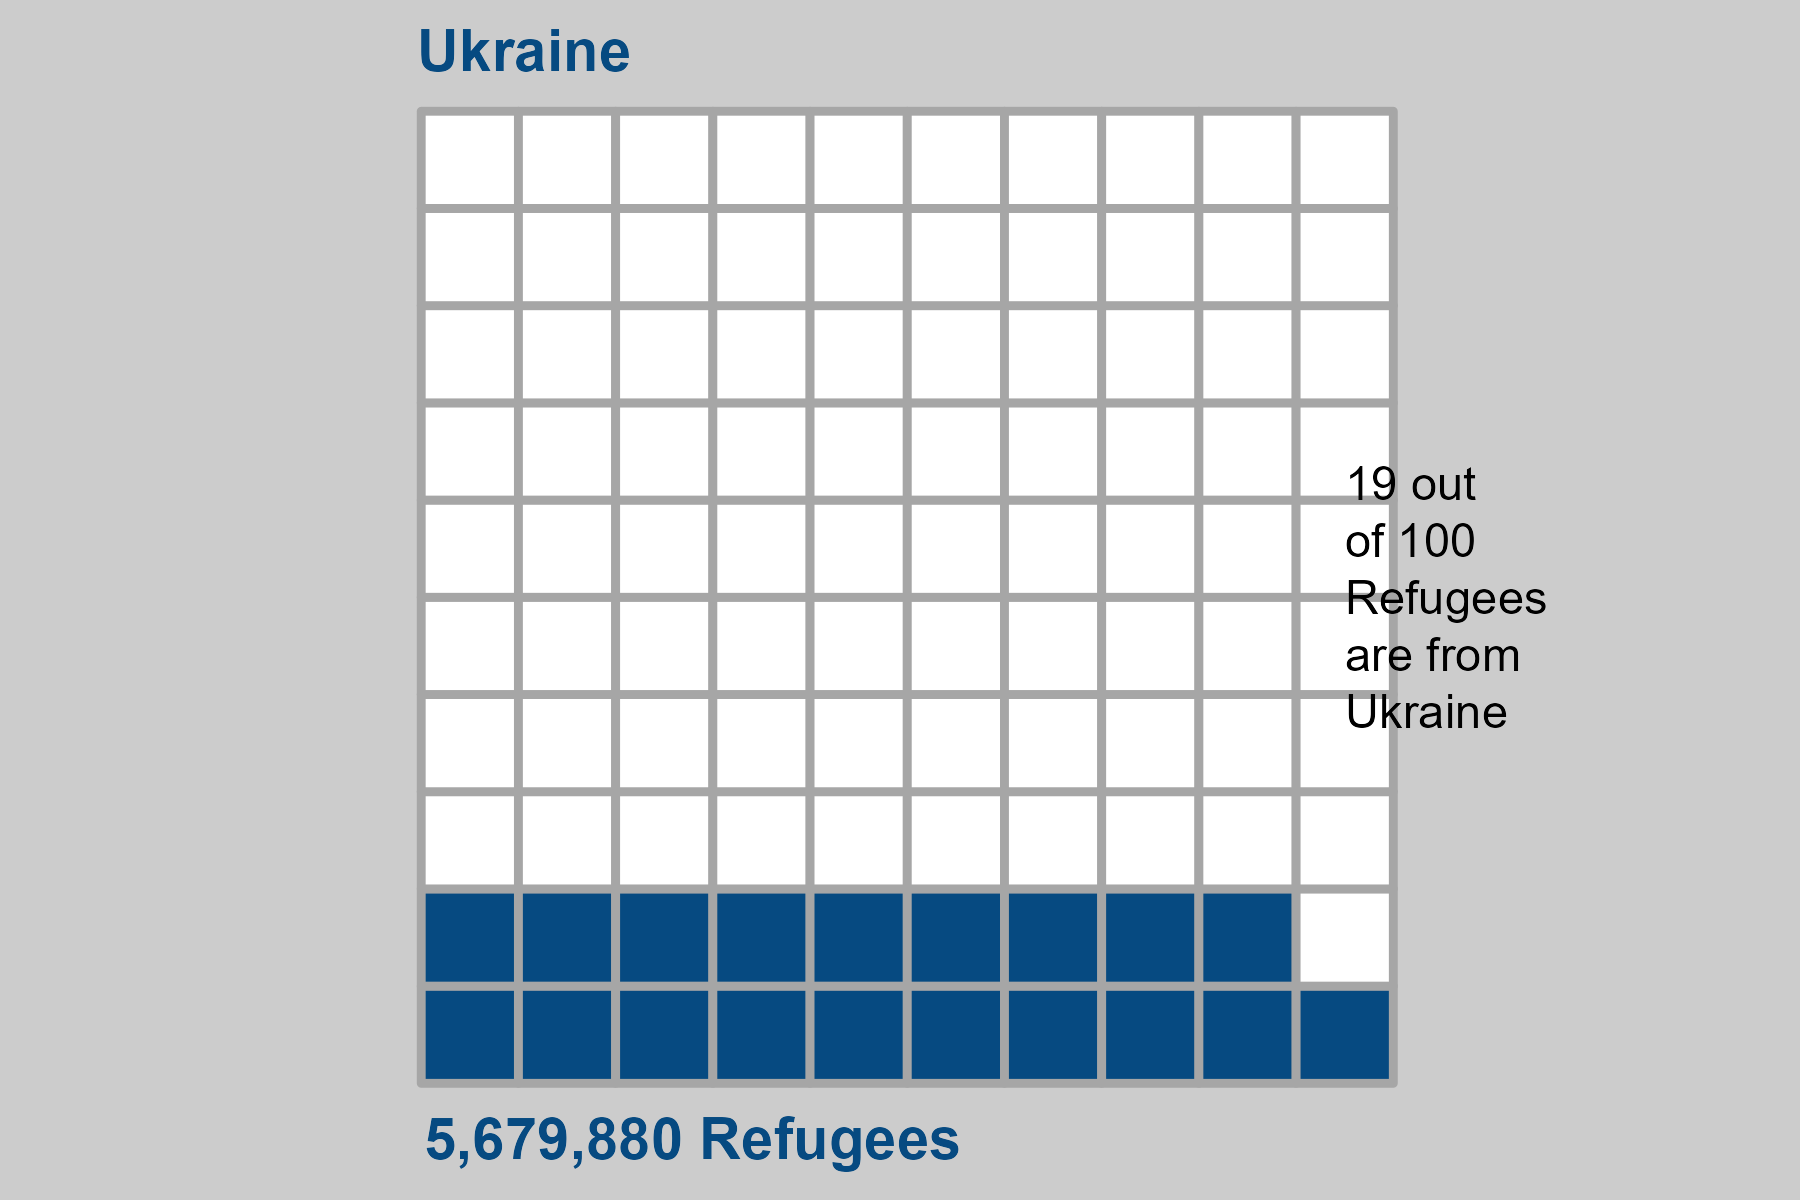 Ukraine
19 out
of 100
Refugees
are from
Ukraine
5,679,880 Refugees